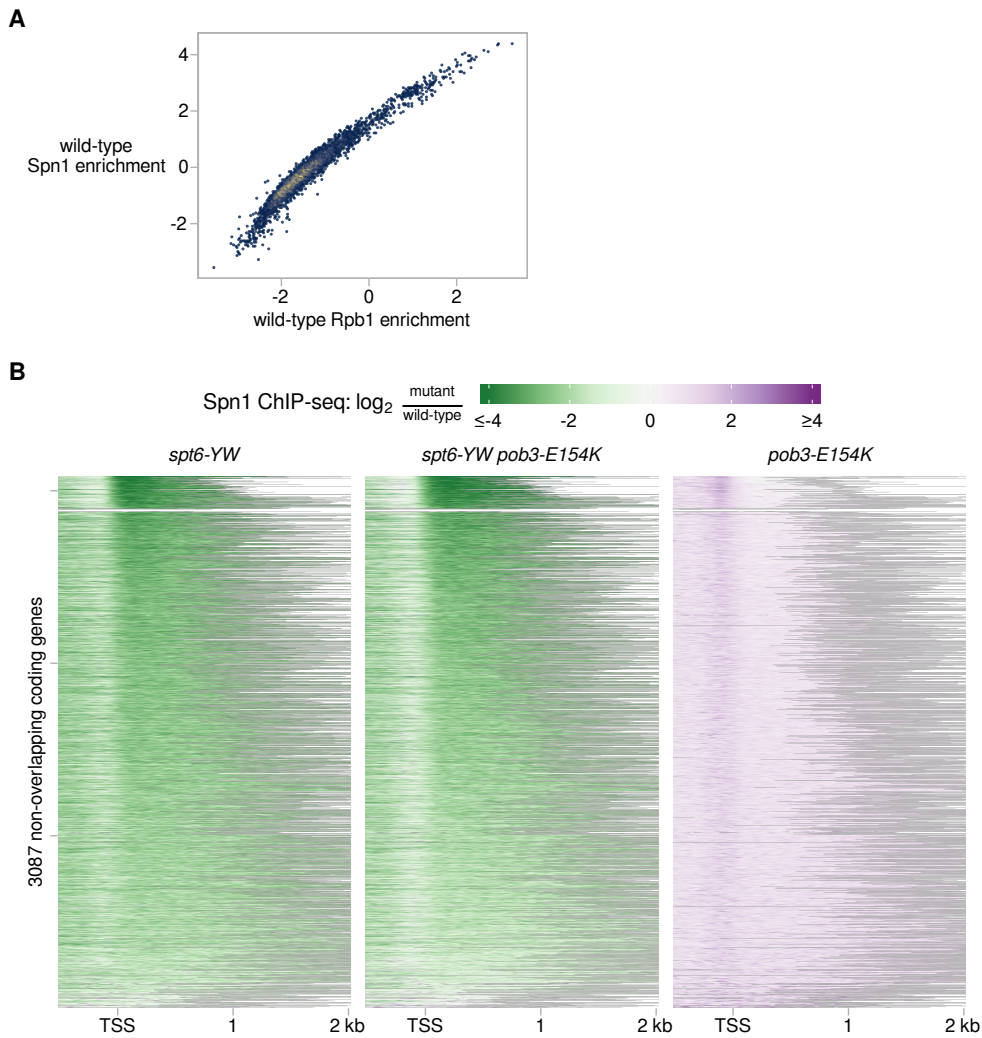 A
wild-type
Spn1 enrichment
4
2
0
-2
-2 0 2
wild-type Rpb1 enrichment
B
Spn1 ChIP-seq: log2 mutant
wild-type
≤-4 -2 0 2 ≥4
spt6-YW spt6-YW pob3-E154K pob3-E154K
3087 non-overlapping coding genes
TSS 1 2 kb TSS 1 2 kb TSS 1 2 kb